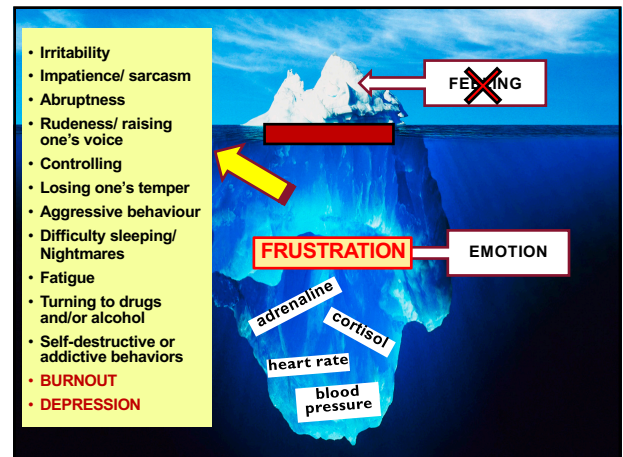 • Irritability
• Impatience/ sarcasm
• Abruptness
• Rudeness/ raising
one's voice
• Controlling
• Losing one's temper
• Aggressive behaviour
• Difficulty sleeping/
Nightmares
• Fatigue
• Turning to drugs
and/or alcohol
• Self-destructive or
addictive behaviors
• BURNOUT
• DEPRESSION
FEELING
FRUSTRATION
EMOTION
adrenaline
cortisol
heart rate
blood
pressure